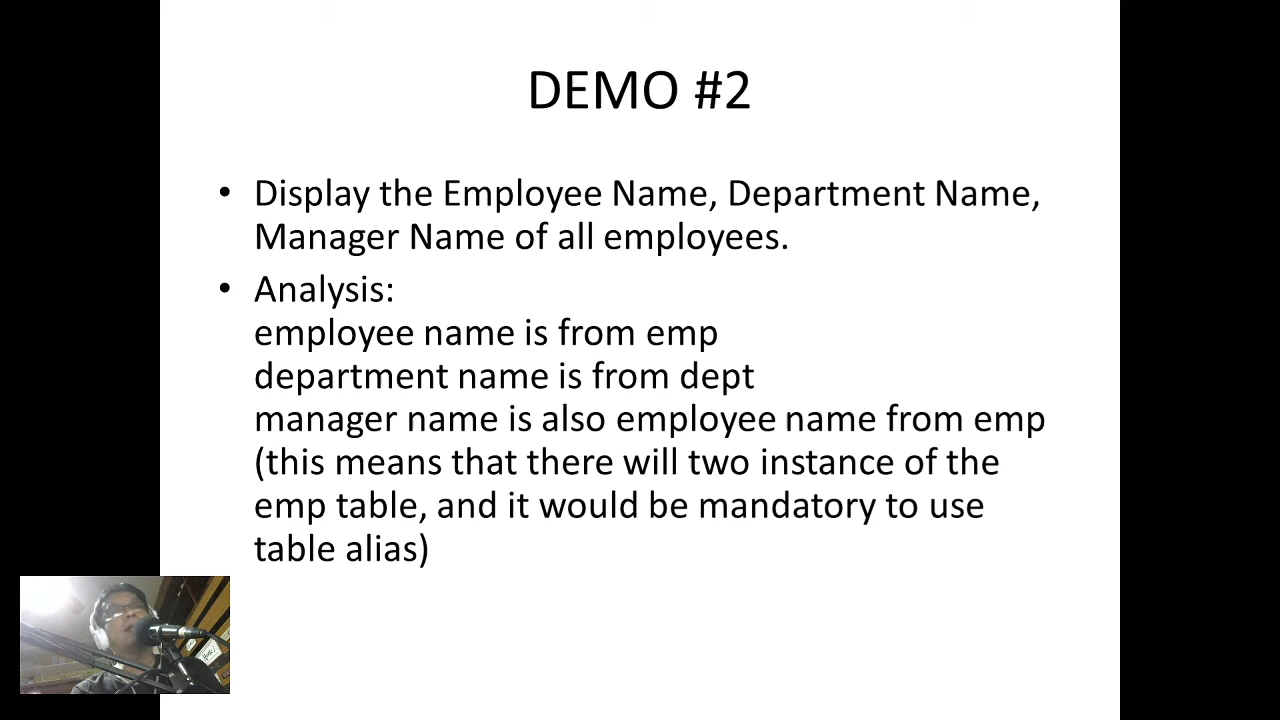 DEMO #2
• Display the Employee Name, Department Name,
Manager Name of all employees.
• Analysis:
employee name is from emp
department name is from dept
manager name is also employee name from emp
(this means that there will two instance of the
emp table, and it would be mandatory to use
table alias)